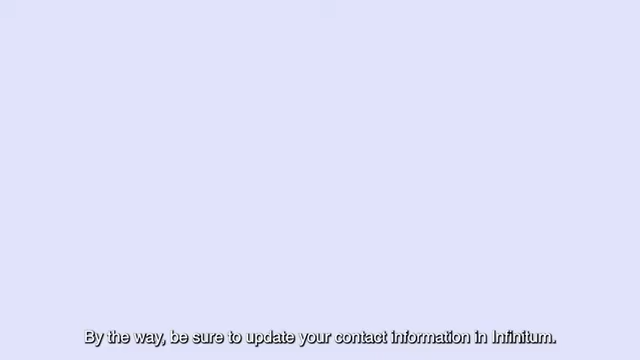 By the way, be sure to update your contact information in Infinitum.